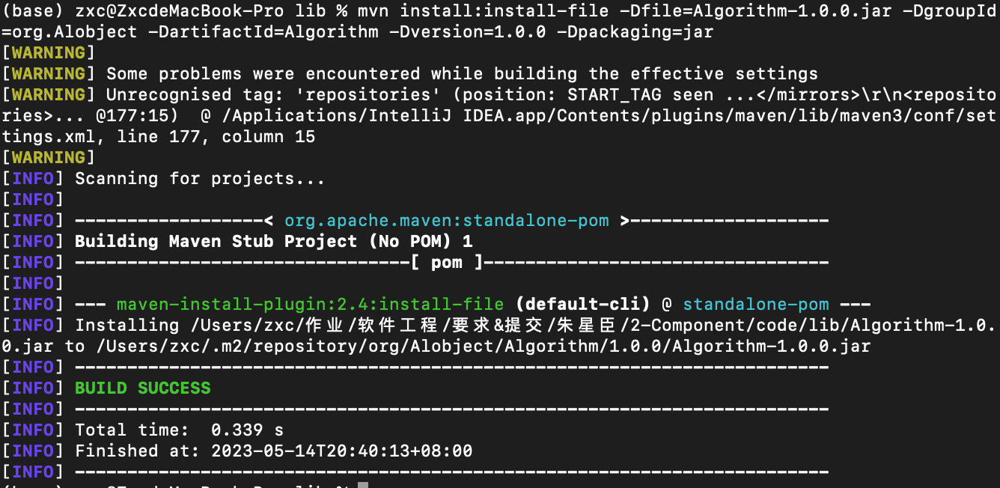 (base) zxc@ZxcdeMacBook-Pro lib % mvn install:install-file -Dfile=Algorithm-1.0.0.jar -DgroupId
=org.Alobject -DartifactId=Algorithm -Dversion=1.0.0 -Dpackaging=jar
[WARNING]
[WARNING] Some problems were encountered while building the effective settings
[WARNING] Unrecognised tag: 'repositories' (position: START_TAG seen ...</mirrors>\r\n<reposito
ries>... @177:15)  @ /Applications/IntelliJ IDEA.app/Contents/plugins/maven/lib/maven3/conf/set
tings.xml, line 177, column 15
[WARNING]
[INFO] Scanning for projects...
[INFO]
[INFO] ------------------< org.apache.maven:standalone-pom >-------------------
[INFO] Building Maven Stub Project (No POM) 1
[INFO] --------------------------------[ pom ]---------------------------------
[INFO]
[INFO] --- maven-install-plugin:2.4:install-file (default-cli) @ standalone-pom ---
[INFO] Installing /Users/zxc/作业/软件工程/要求&提交/朱星臣/2-Component/code/lib/Algorithm-1.0.
0.jar to /Users/zxc/.m2/repository/org/Alobject/Algorithm/1.0.0/Algorithm-1.0.0.jar
[INFO] ------------------------------------------------------------------------
[INFO] BUILD SUCCESS
[INFO] ------------------------------------------------------------------------
[INFO] Total time:  0.339 s
[INFO] Finished at: 2023-05-14T20:40:13+08:00
[INFO] ------------------------------------------------------------------------